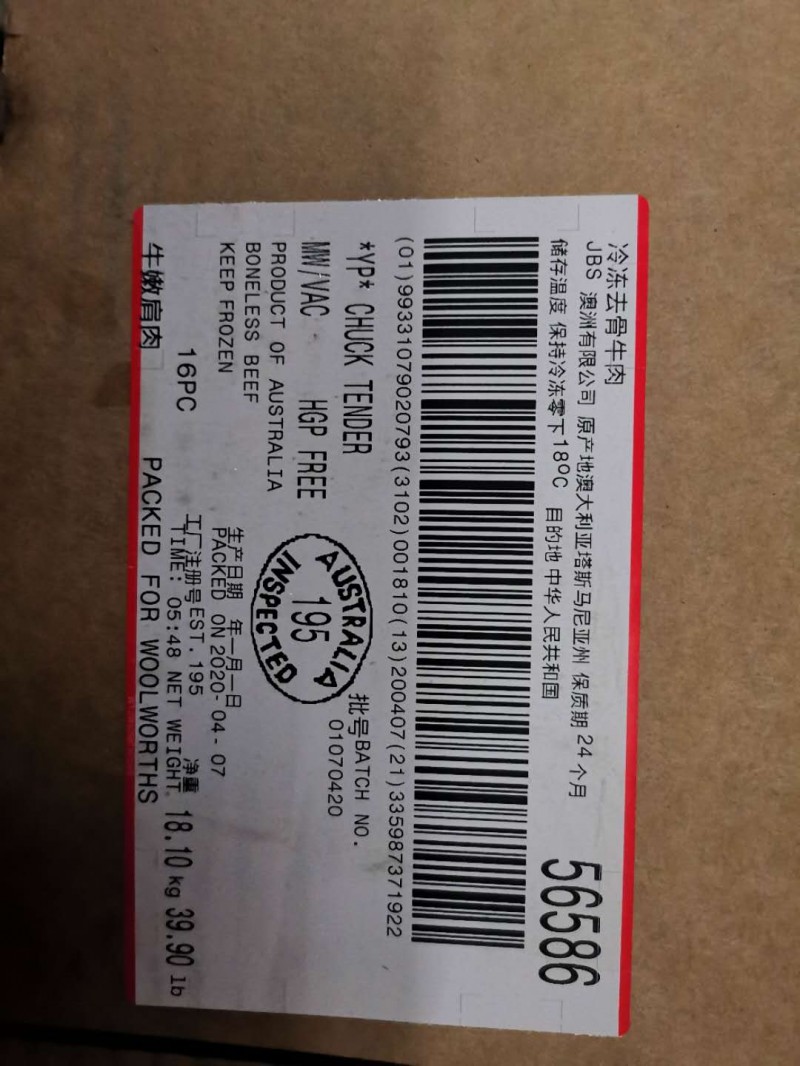 冷冻去骨牛肉
JBS 澳洲有限公司 原产地澳大利亚塔斯马尼亚州 保质期 24 个月
储存温度 保持冷冻零下18ºC 目的地 中华人民共和国
56586
(01)99331079020793(3102)001810(13)200407(21)335987371922
*YP* CHUCK TENDER
批号BATCH NO.
01070420
MW/VAC HGP FREE
AUSTRALIA
195
INSPECTED
PRODUCT OF AUSTRALIA
BONELESS BEEF
KEEP FROZEN
生产日期 年一月一日
PACKED ON 2020-04-07
16PC
工厂注册号EST.195
净重
TIME: 05:48 NET WEIGHT. 18.10 kg 39.90 lb
牛嫩肩肉 PACKED FOR WOOLWORTHS